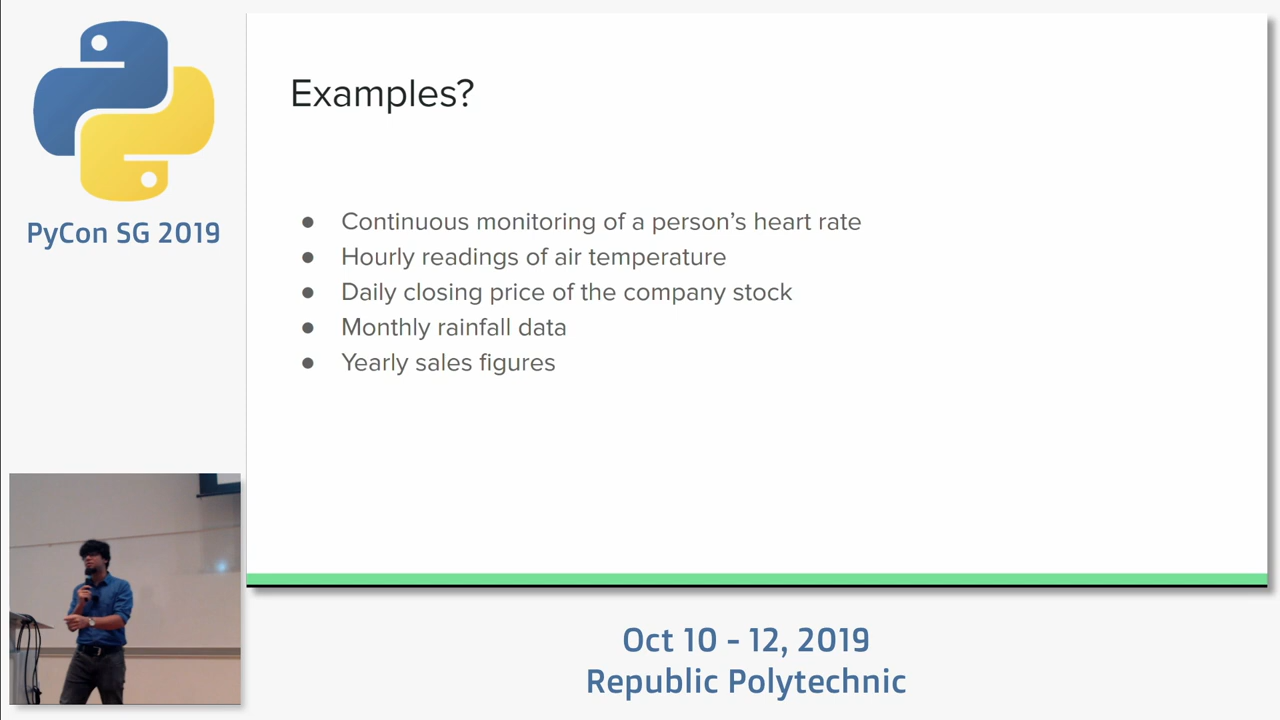 PyCon SG 2019
Examples?
● Continuous monitoring of a person's heart rate
● Hourly readings of air temperature
● Daily closing price of the company stock
● Monthly rainfall data
● Yearly sales figures
Oct 10 - 12, 2019
Republic Polytechnic